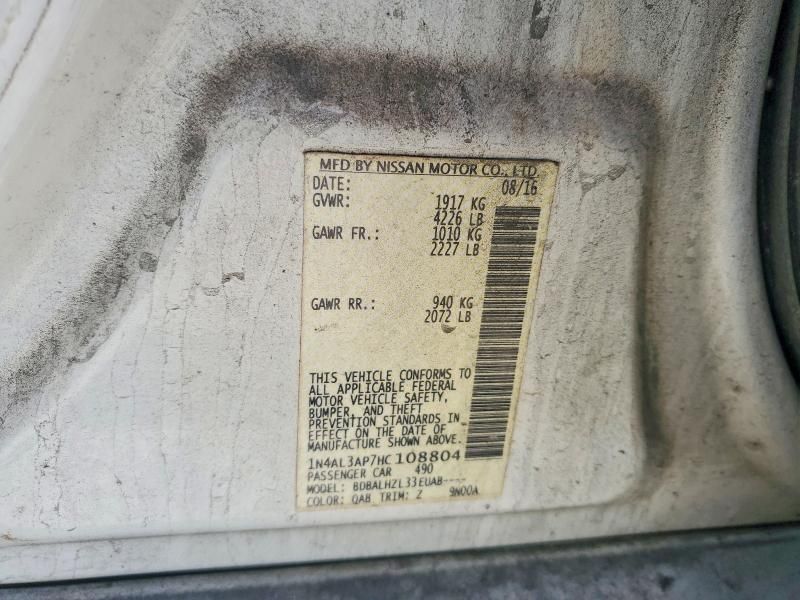 MFD BY NISSAN MOTOR CO., LTD.
DATE: 08/16
GVWR: 1917 KG
4226 LB
GAWR FR.: 1010 KG
2227 LB
GAWR RR.: 940 KG
2072 LB
THIS VEHICLE CONFORMS TO
ALL APPLICABLE FEDERAL
MOTOR VEHICLE SAFETY,
BUMPER, AND THEFT
PREVENTION STANDARDS IN
EFFECT ON THE DATE OF
MANUFACTURE SHOWN ABOVE.
1N4AL3AP7HC 108804
PASSENGER CAR 490
MODEL: BDBALHZL33EUAB----
COLOR: QAB TRIM: Z 9N00A